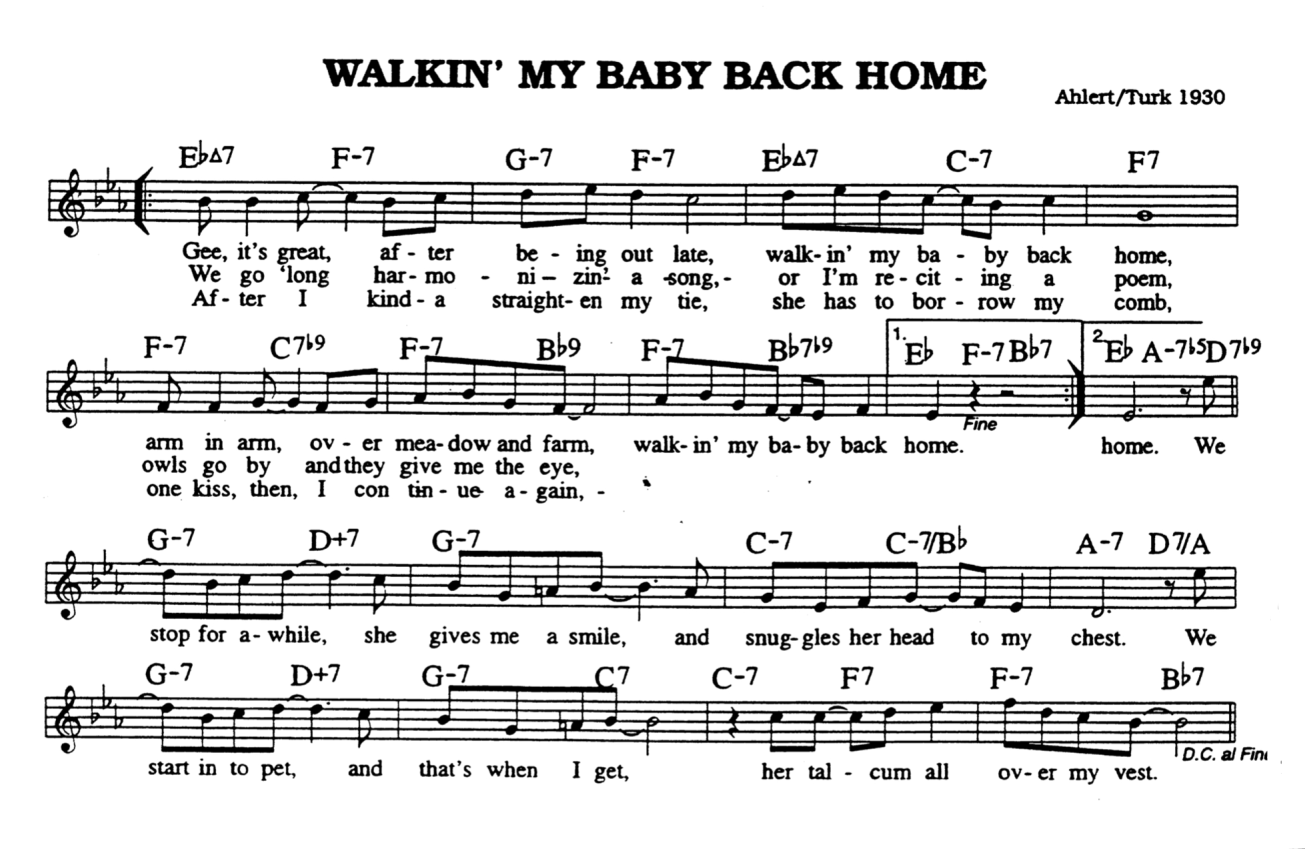 WALKIN' MY BABY BACK HOME
Ahlert/Turk 1930
E♭Δ7 F-7 G-7 F-7 E♭Δ7 C-7 F7
Gee, it's great, af - ter be - ing out late, walk- in' my ba - by back home,
We go 'long har- mo - ni – zin'- a -song,- or I'm re - cit - ing a poem,
Af - ter I kind - a straight- en my tie, she has to bor - row my comb,
F-7 C7♭9 F-7 B♭9 F-7 B♭7♭9 1. E♭ F-7 B♭7 2 E♭ A-7♭5 D7♭9
Fine
arm in arm, ov - er mea-dow and farm, walk- in' my ba- by back home. home. We
owls go by and they give me the eye,
one kiss, then, I con tin- ue- a - gain, -
G-7 D+7 G-7 C-7 C-7/B♭ A-7 D7/A
stop for a - while, she gives me a smile, and snug- gles her head to my chest. We
G-7 D+7 G-7 C7 C-7 F7 F-7 B♭7
D.C. al Fine
start in to pet, and that's when I get, her tal - cum all ov- er my vest.